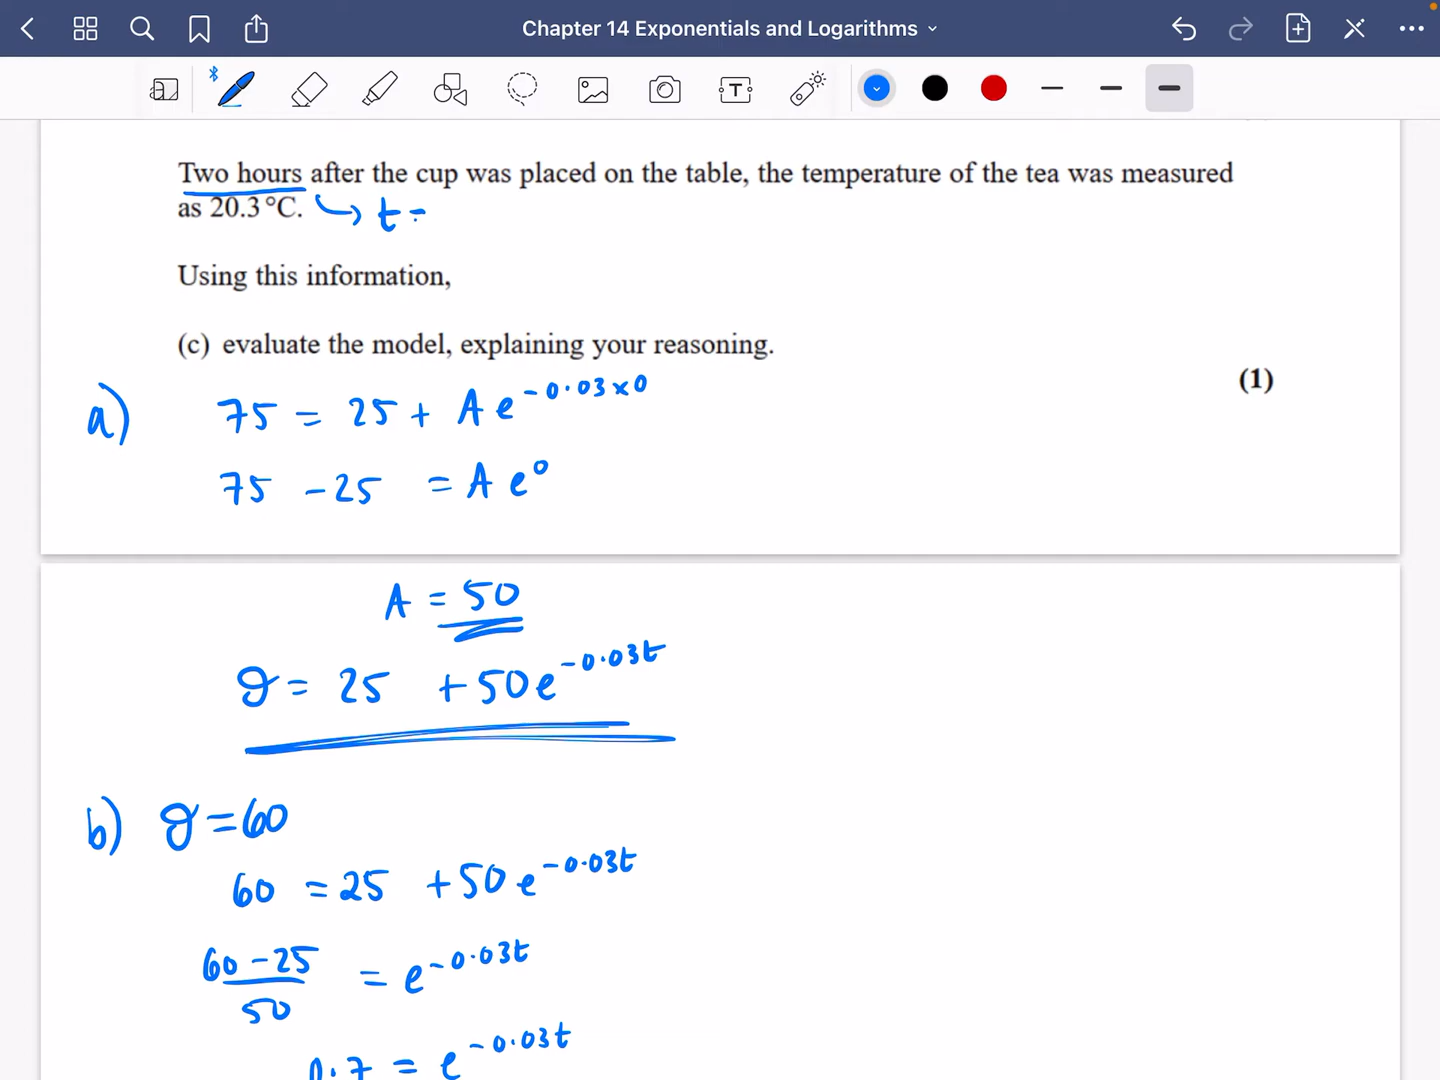 Chapter 14 Exponentials and Logarithms
Two hours after the cup was placed on the table, the temperature of the tea was measured
as 20.3 °C. ↳ t =
Using this information,
(c) evaluate the model, explaining your reasoning.
(1)
a) 75 = 25 + A e^{-0.03×0}
75 - 25 = A e^{0}
A = 50
θ = 25 + 50e^{-0.03t}
b) θ = 60
60 = 25 + 50e^{-0.03t}
\frac{60 - 25}{50} = e^{-0.03t}
0.7 = e^{-0.03t}